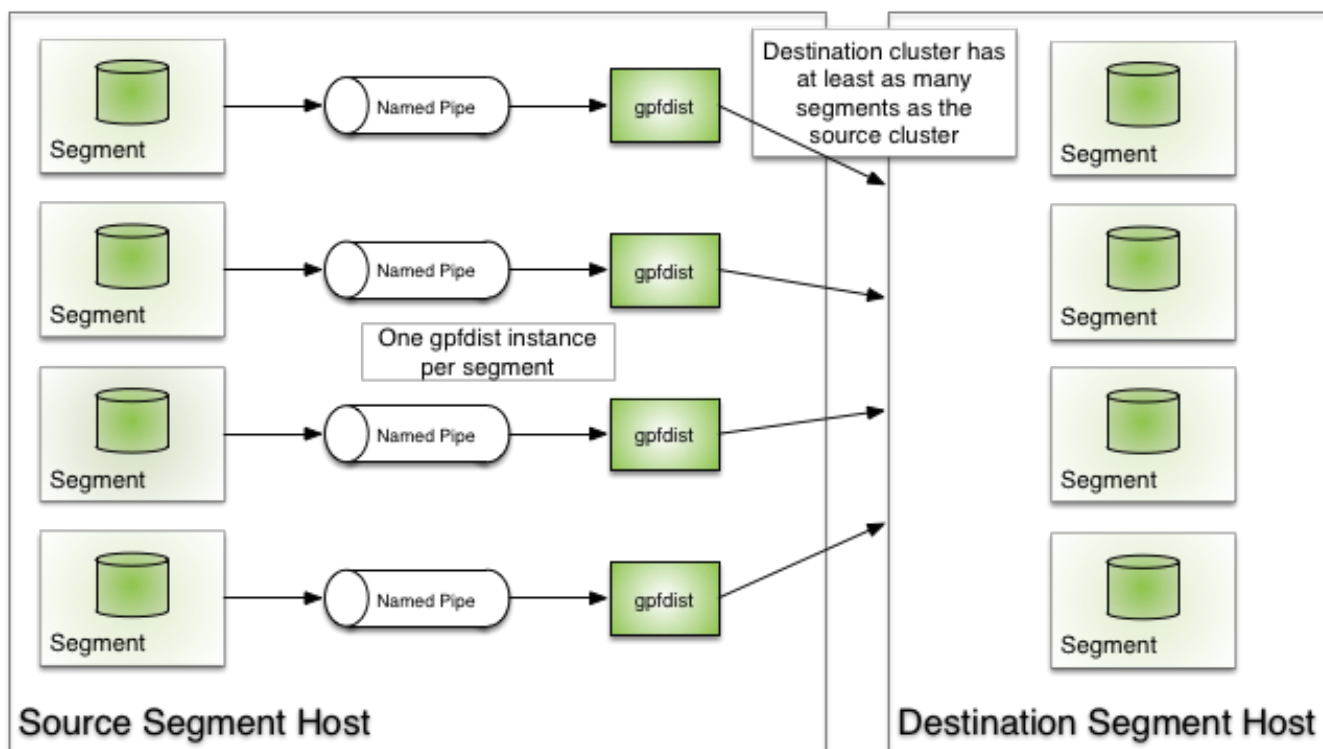 Segment
Named Pipe
gpfdist
Destination cluster has
at least as many
segments as the
source cluster
Segment
Segment
Named Pipe
gpfdist
Segment
One gpfdist instance
per segment
Segment
Named Pipe
gpfdist
Segment
Segment
Named Pipe
gpfdist
Segment
Source Segment Host
Destination Segment Host